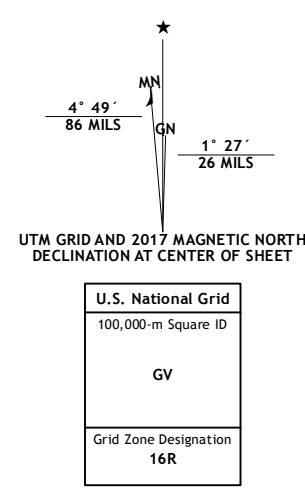 ★
MN
GN
4° 49´
86 MILS
1° 27´
26 MILS
UTM GRID AND 2017 MAGNETIC NORTH
DECLINATION AT CENTER OF SHEET
U.S. National Grid
100,000-m Square ID
GV
Grid Zone Designation
16R